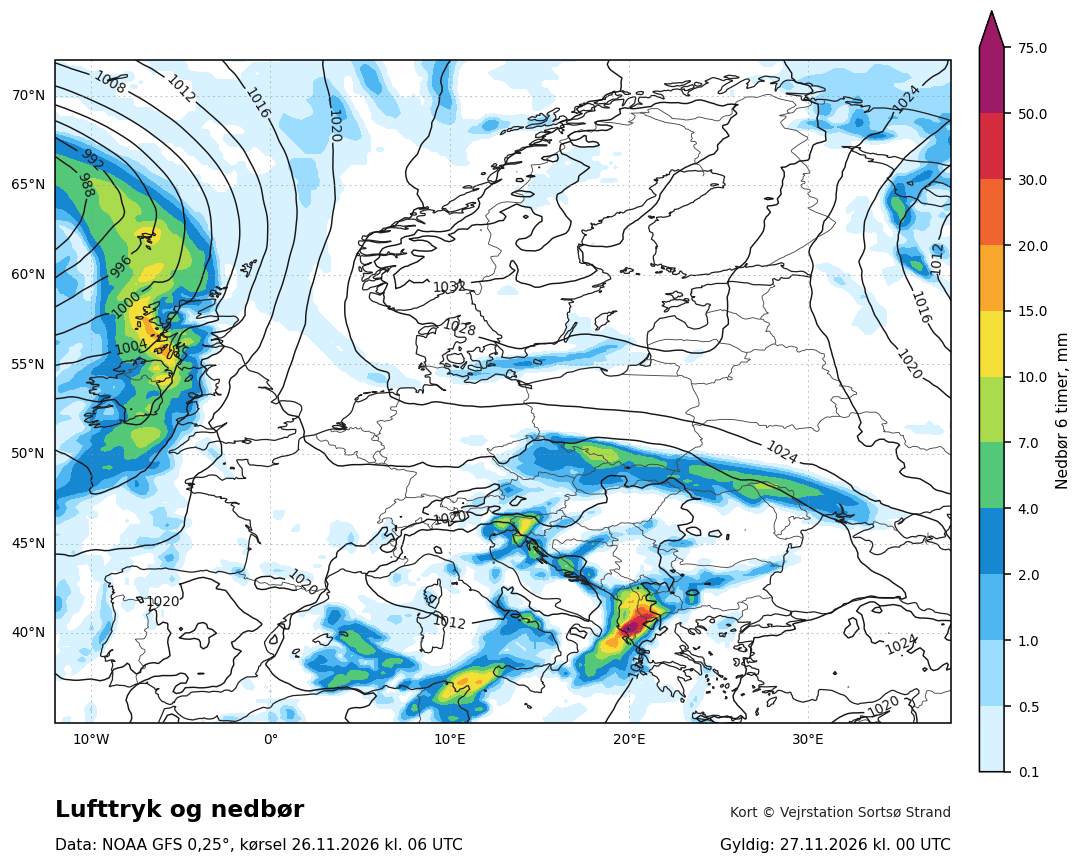 75.0
50.0
30.0
20.0
15.0
10.0
7.0
4.0
2.0
1.0
0.5
0.1
Nedbør 6 timer, mm
70°N
65°N
60°N
55°N
50°N
45°N
40°N
10°W
0°
10°E
20°E
30°E
1008
1012
1016
1020
1024
992
988
996
1000
1004
1032
1028
1012
1016
1020
1024
1020
1020
1020
1012
1024
1020
Lufttryk og nedbør
Kort © Vejrstation Sortsø Strand
Data: NOAA GFS 0,25°, kørsel 26.11.2026 kl. 06 UTC
Gyldig: 27.11.2026 kl. 00 UTC